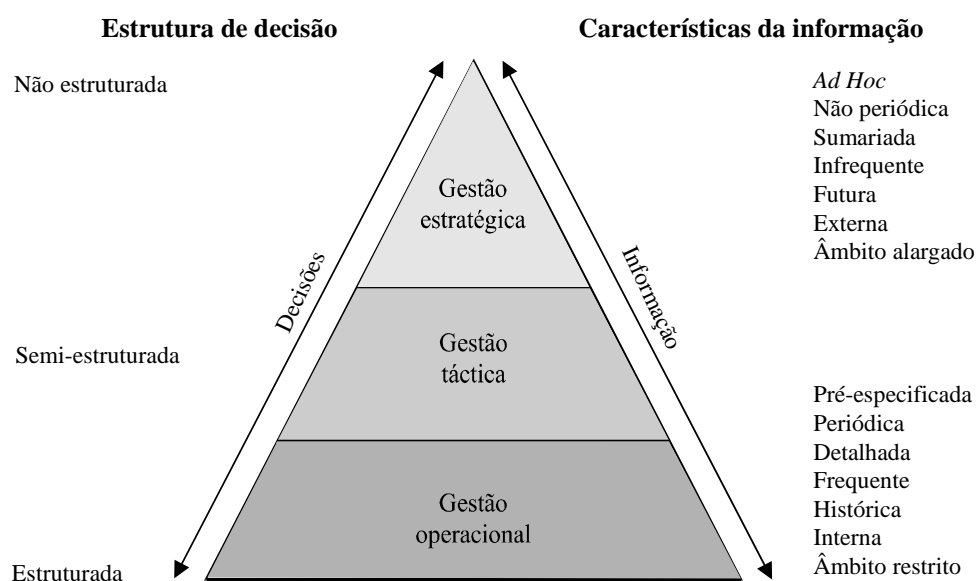 Estrutura de decisão
Características da informação
Não estruturada
Semi-estruturada
Estruturada
Decisões
Gestão
estratégica
Gestão
táctica
Gestão
operacional
Informação
Ad Hoc
Não periódica
Sumariada
Infrequente
Futura
Externa
Âmbito alargado
Pré-especificada
Periódica
Detalhada
Frequente
Histórica
Interna
Âmbito restrito